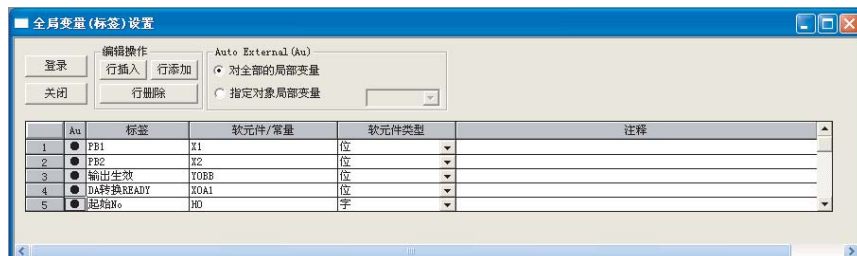 全局变量(标签)设置
编辑操作
Auto External(Au)
登录
行插入
行添加
对全部的局部变量
关闭
行删除
指定对象局部变量
Au 标签 软元件/常量 软元件类型 注释
1 PB1 X1 位
2 PB2 X2 位
3 输出生效 Y0BB 位
4 DA转换READY X0A1 位
5 起始No H0 字